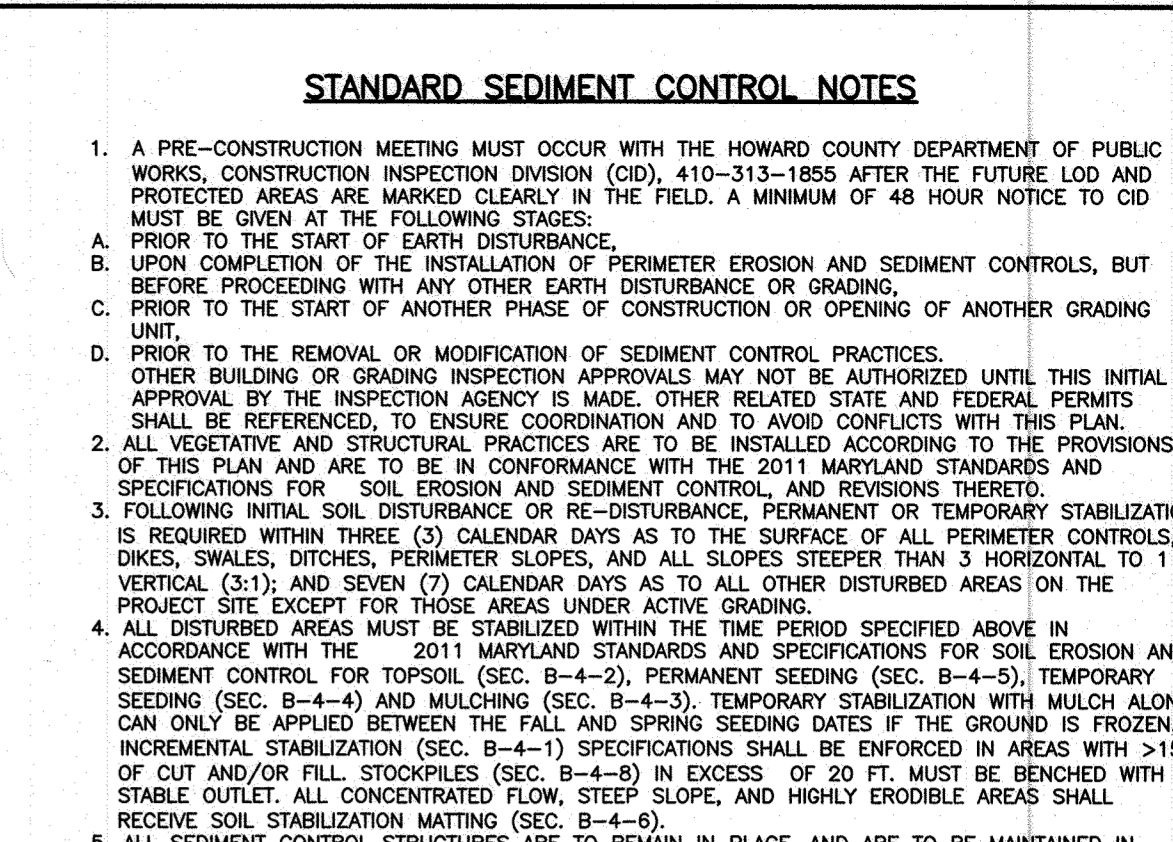 STANDARD SEDIMENT CONTROL NOTES
1. A PRE-CONSTRUCTION MEETING MUST OCCUR WITH THE HOWARD COUNTY DEPARTMENT OF PUBLIC
WORKS, CONSTRUCTION INSPECTION DIVISION (CID), 410-313-1855 AFTER THE FUTURE LOD AND
PROTECTED AREAS ARE MARKED CLEARLY IN THE FIELD. A MINIMUM OF 48 HOUR NOTICE TO CID
MUST BE GIVEN AT THE FOLLOWING STAGES:
A. PRIOR TO THE START OF EARTH DISTURBANCE,
B. UPON COMPLETION OF THE INSTALLATION OF PERIMETER EROSION AND SEDIMENT CONTROLS, BUT
BEFORE PROCEEDING WITH ANY OTHER EARTH DISTURBANCE OR GRADING,
C. PRIOR TO THE START OF ANOTHER PHASE OF CONSTRUCTION OR OPENING OF ANOTHER GRADING
UNIT,
D. PRIOR TO THE REMOVAL OR MODIFICATION OF SEDIMENT CONTROL PRACTICES.
OTHER BUILDING OR GRADING INSPECTION APPROVALS MAY NOT BE AUTHORIZED UNTIL THIS INITIAL
APPROVAL BY THE INSPECTION AGENCY IS MADE. OTHER RELATED STATE AND FEDERAL PERMITS
SHALL BE REFERENCED, TO ENSURE COORDINATION AND TO AVOID CONFLICTS WITH THIS PLAN.
2. ALL VEGETATIVE AND STRUCTURAL PRACTICES ARE TO BE INSTALLED ACCORDING TO THE PROVISIONS
OF THIS PLAN AND ARE TO BE IN CONFORMANCE WITH THE 2011 MARYLAND STANDARDS AND
SPECIFICATIONS FOR SOIL EROSION AND SEDIMENT CONTROL, AND REVISIONS THERETO.
3. FOLLOWING INITIAL SOIL DISTURBANCE OR RE-DISTURBANCE, PERMANENT OR TEMPORARY
IS REQUIRED WITHIN THREE (3) CALENDAR DAYS AS TO THE SURFACE OF ALL PERIMETER CONTROLS,
DIKES, SWALES, DITCHES, PERIMETER SLOPES, AND ALL SLOPES STEEPER THAN 3 HORIZONTAL TO 1
VERTICAL (3:1); AND SEVEN (7) CALENDAR DAYS AS TO ALL OTHER DISTURBED AREAS ON THE
PROJECT SITE EXCEPT FOR THOSE AREAS UNDER ACTIVE GRADING.
4. ALL DISTURBED AREAS MUST BE STABILIZED WITHIN THE TIME PERIOD SPECIFIED ABOVE IN
ACCORDANCE WITH THE 2011 MARYLAND STANDARDS AND SPECIFICATIONS FOR SOIL EROSION
SEDIMENT CONTROL FOR TOPSOIL (SEC. B-4-2), PERMANENT SEEDING (SEC. B-4-5), TEMPORARY
SEEDING (SEC. B-4-4) AND MULCHING (SEC. B-4-3). TEMPORARY STABILIZATION WITH MULCH
CAN ONLY BE APPLIED BETWEEN THE FALL AND SPRING SEEDING DATES IF THE GROUND IS FROZEN.
INCREMENTAL STABILIZATION (SEC. B-4-1) SPECIFICATIONS SHALL BE ENFORCED IN AREAS WITH
OF CUT AND/OR FILL. STOCKPILES (SEC. B-4-8) IN EXCESS OF 20 FT. MUST BE BENCHED WITH
STABLE OUTLET. ALL CONCENTRATED FLOW, STEEP SLOPE, AND HIGHLY ERODIBLE AREAS SHALL
RECEIVE SOIL STABILIZATION MATTING (SEC. B-4-6).
5. ALL SEDIMENT CONTROL STRUCTURES ARE TO REMAIN IN PLACE AND ARE TO BE MAINTAINED IN